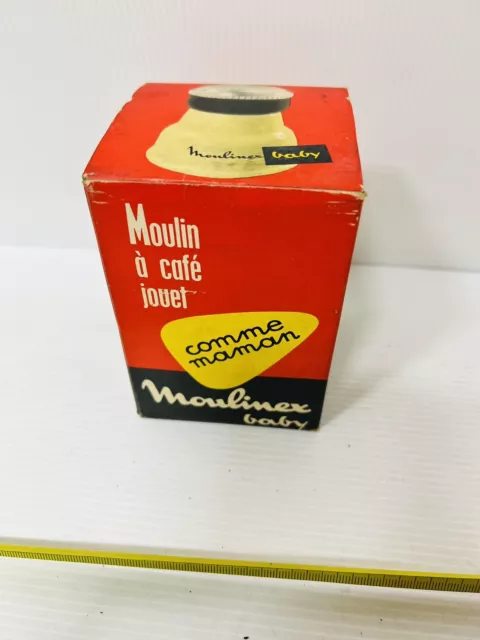 Moulinex baby
Moulin
à café
jouet
comme
maman
Moulinex
baby